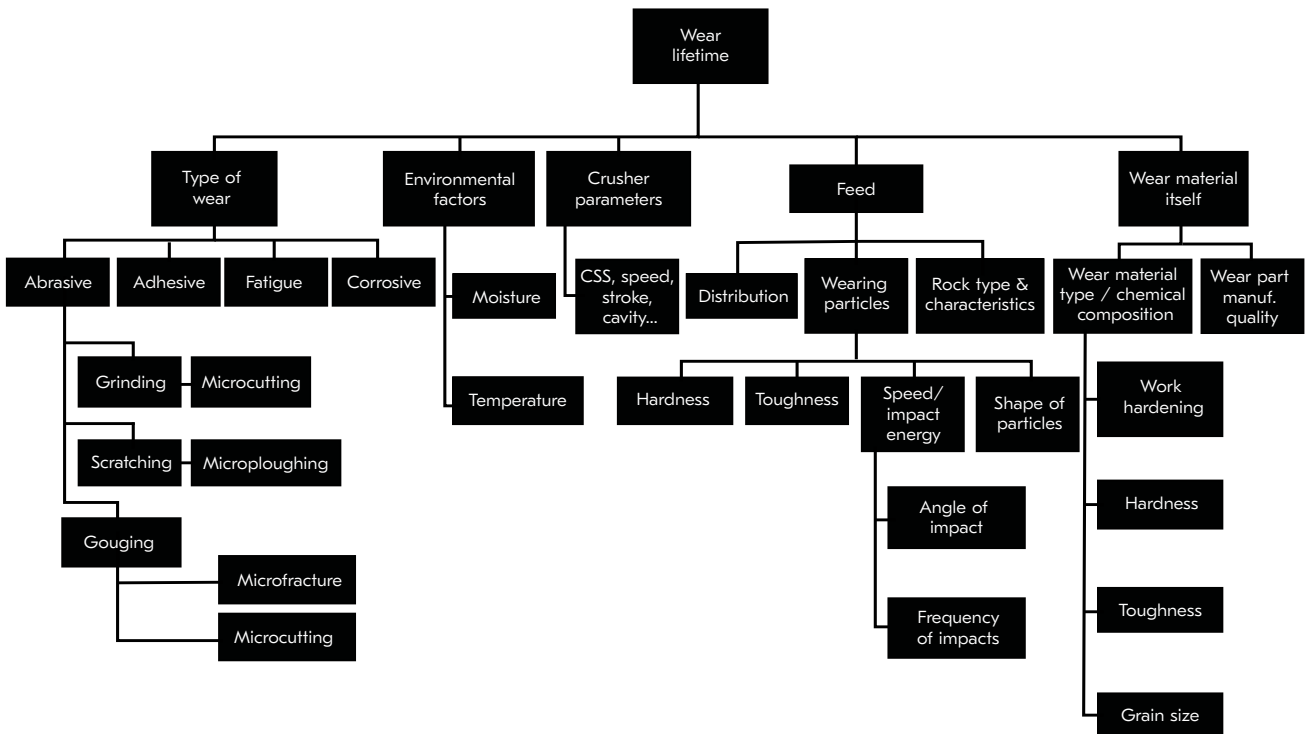 Wear
lifetime
Type of
wear
Environmental
factors
Crusher
parameters
Feed
Wear material
itself
Abrasive
Adhesive
Fatigue
Corrosive
Moisture
CSS, speed,
stroke,
cavity...
Distribution
Wearing
particles
Rock type &
characteristics
Wear material
type / chemical
composition
Wear part
manuf.
quality
Grinding
Microcutting
Temperature
Hardness
Toughness
Speed/
impact
energy
Shape of
particles
Work
hardening
Scratching
Microploughing
Angle of
impact
Hardness
Gouging
Microfracture
Microcutting
Frequency
of impacts
Toughness
Grain size